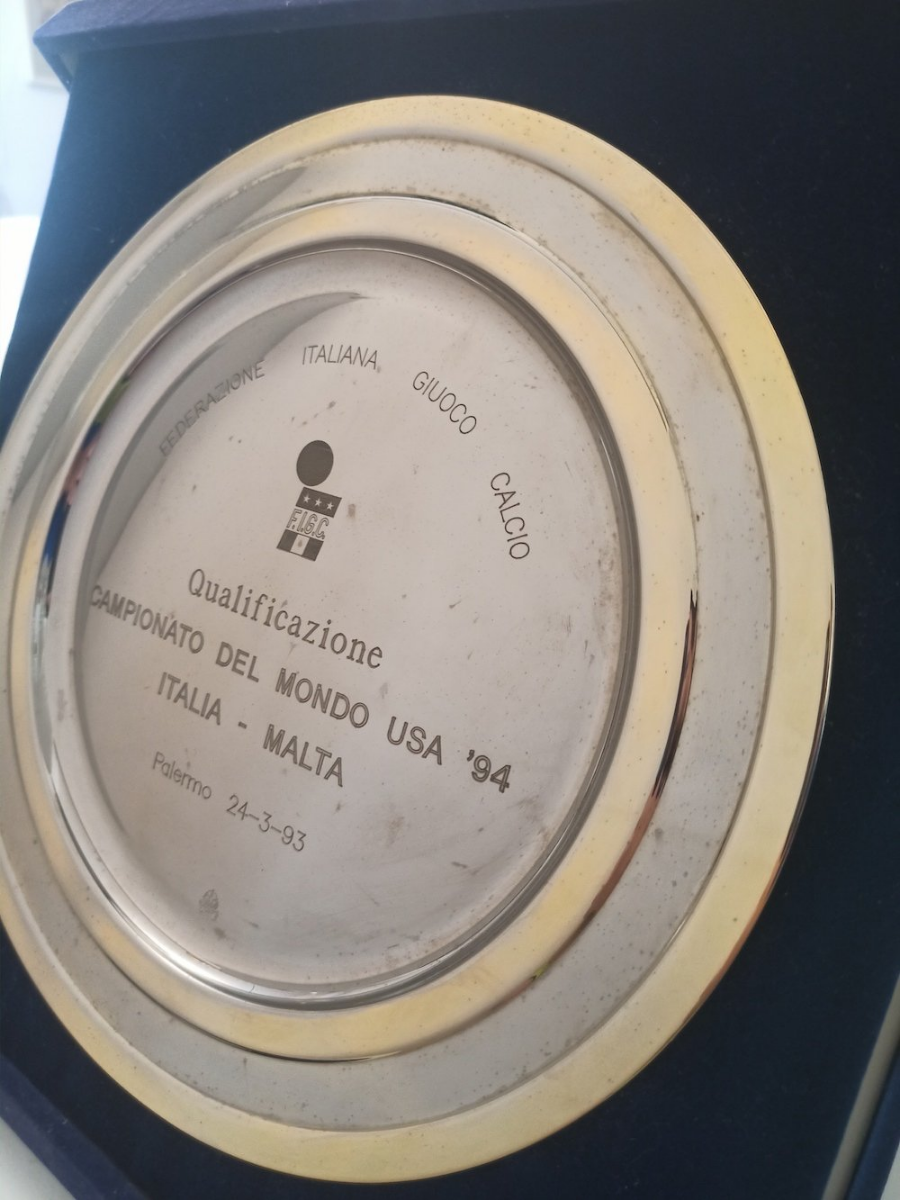 FEDERAZIONE ITALIANA GIUOCO CALCIO
F.I.G.C.
Qualificazione
CAMPIONATO DEL MONDO USA '94
ITALIA - MALTA
Palermo 24-3-93